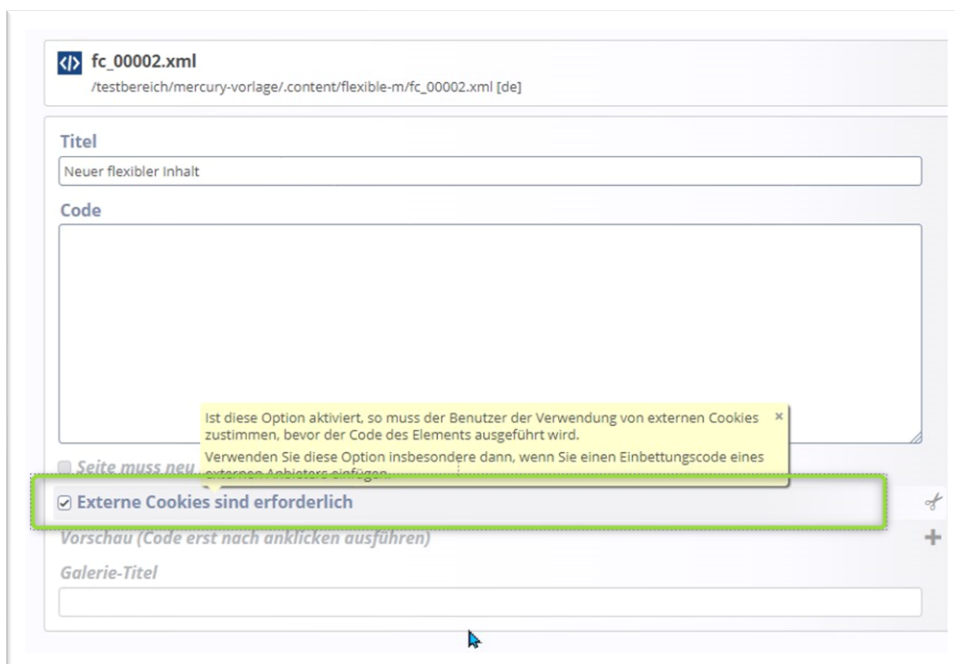 fc_00002.xml
/testbereich/mercury-vorlage/.content/flexible-m/fc_00002.xml [de]
Titel
Neuer flexibler Inhalt
Code
Ist diese Option aktiviert, so muss der Benutzer der Verwendung von externen Cookies
zustimmen, bevor der Code des Elements ausgeführt wird.
Verwenden Sie diese Option insbesondere dann, wenn Sie einen Einbettungscode eines
externen Anbieters einfügen.
Seite muss neu
Externe Cookies sind erforderlich
Vorschau (Code erst nach anklicken ausführen)
Galerie-Titel